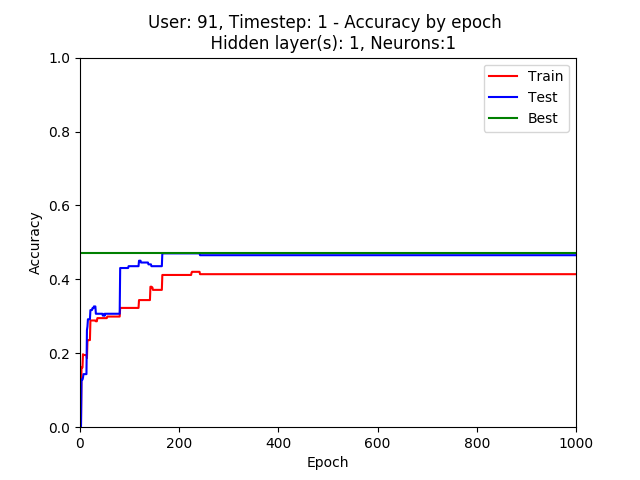 User: 91, Timestep: 1 - Accuracy by epoch
Hidden layer(s): 1, Neurons:1
Train
Test
Best
Accuracy
1.0
0.8
0.6
0.4
0.2
0.0
0 200 400 600 800 1000
Epoch